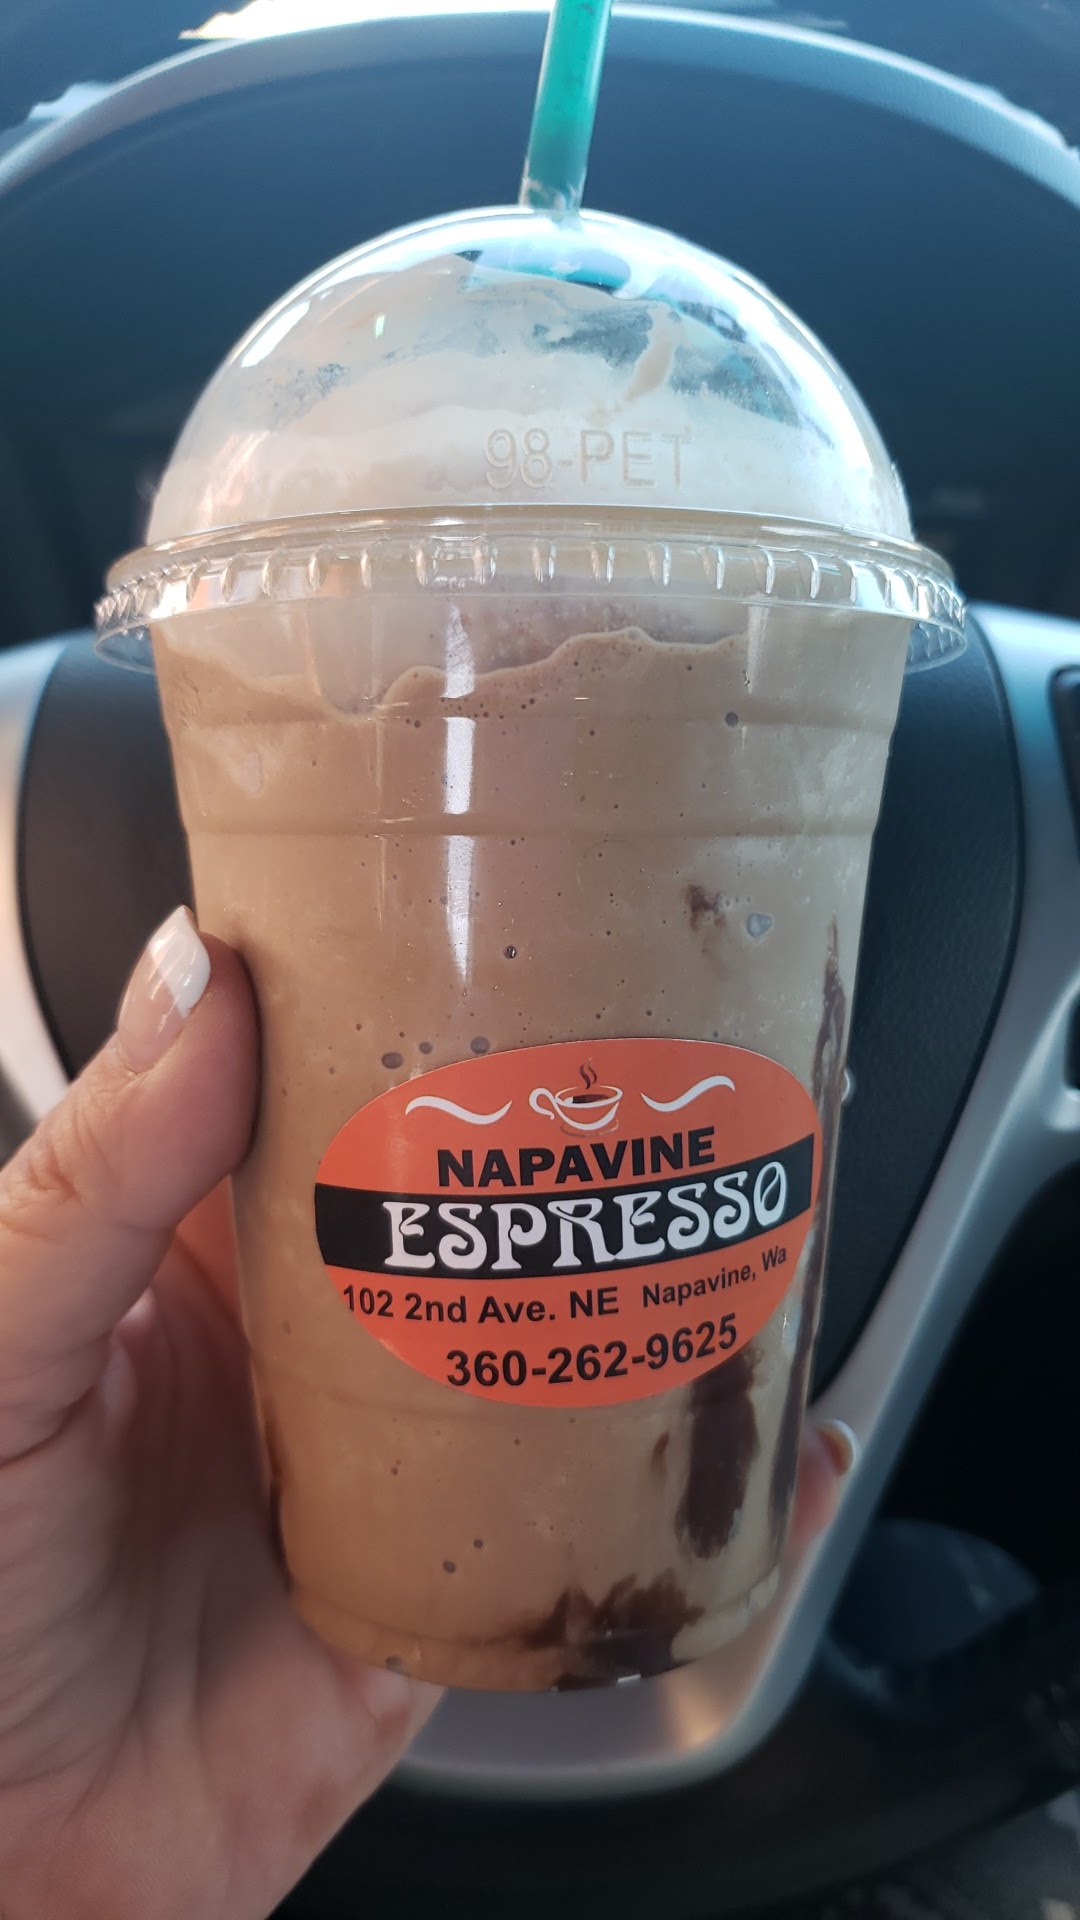 98-PET
NAPAVINE
ESPRESSO
102 2nd Ave. NE Napavine, Wa
360-262-9625